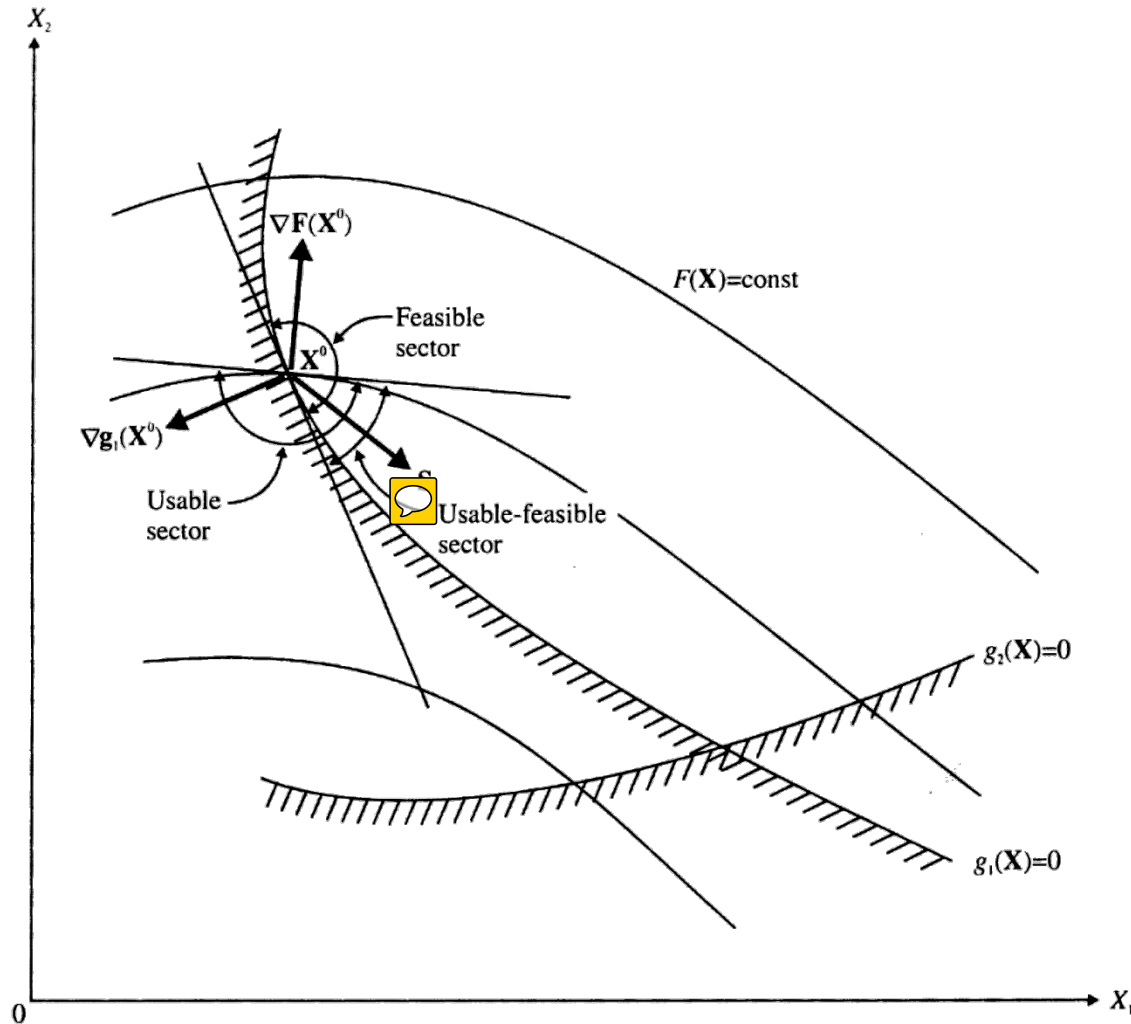 X₂
∇F(X⁰)
F(X)=const
Feasible
sector
X⁰
∇g₁(X⁰)
Usable
sector
Usable-feasible
sector
g₂(X)=0
g₁(X)=0
0
X₁